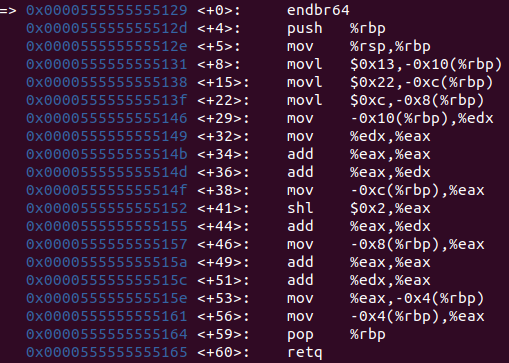 => 0x0000555555555129 <+0>: endbr64
0x000055555555512d <+4>: push %rbp
0x000055555555512e <+5>: mov %rsp,%rbp
0x0000555555555131 <+8>: movl $0x13,-0x10(%rbp)
0x0000555555555138 <+15>: movl $0x22,-0xc(%rbp)
0x000055555555513f <+22>: movl $0xc,-0x8(%rbp)
0x0000555555555146 <+29>: mov -0x10(%rbp),%edx
0x0000555555555149 <+32>: mov %edx,%eax
0x000055555555514b <+34>: add %eax,%eax
0x000055555555514d <+36>: add %eax,%edx
0x000055555555514f <+38>: mov -0xc(%rbp),%eax
0x0000555555555152 <+41>: shl $0x2,%eax
0x0000555555555155 <+44>: add %eax,%edx
0x0000555555555157 <+46>: mov -0x8(%rbp),%eax
0x000055555555515a <+49>: add %eax,%eax
0x000055555555515c <+51>: add %edx,%eax
0x000055555555515e <+53>: mov %eax,-0x4(%rbp)
0x0000555555555161 <+56>: mov -0x4(%rbp),%eax
0x0000555555555164 <+59>: pop %rbp
0x0000555555555165 <+60>: retq